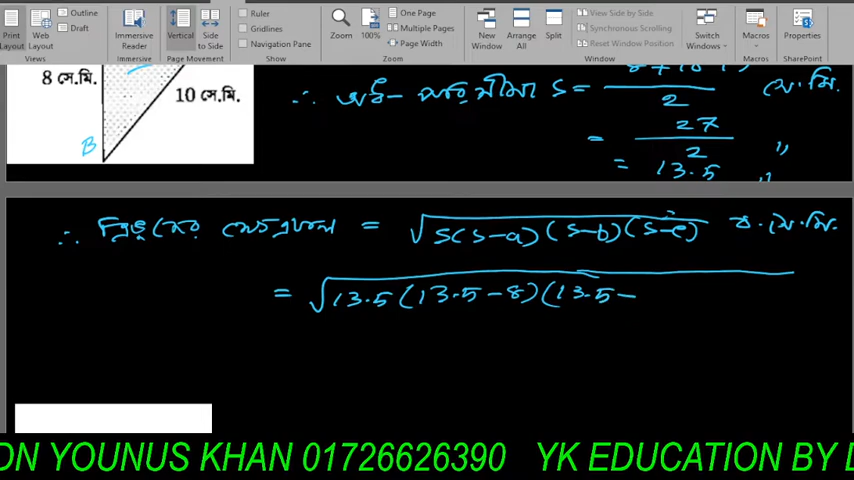 Ruler
Gridlines
Navigation Pane
Outline
Draft
Print Layout
Web Layout
Immersive Reader
Vertical
Side to Side
Zoom
100%
One Page
Multiple Pages
Page Width
New Window
Arrange All
Split
View Side by Side
Synchronous Scrolling
Reset Window Position
Switch Windows
Macros
Properties
Views
Immersive
Page Movement
Zoom
Window
Macros
SharePoint
8 সে.মি.
10 সে.মি.
B
∴ অর্ধ-পরিসীমা S =
2
সে.মি.
= 27/2 "
= 13.5 "
∴ ত্রিভুজের ক্ষেত্রফল = √S(S-a)(S-b)(S-c) ব.সে.মি.
= √13.5(13.5-8)(13.5-
DN YOUNUS KHAN 01726626390 YK EDUCATION BY D